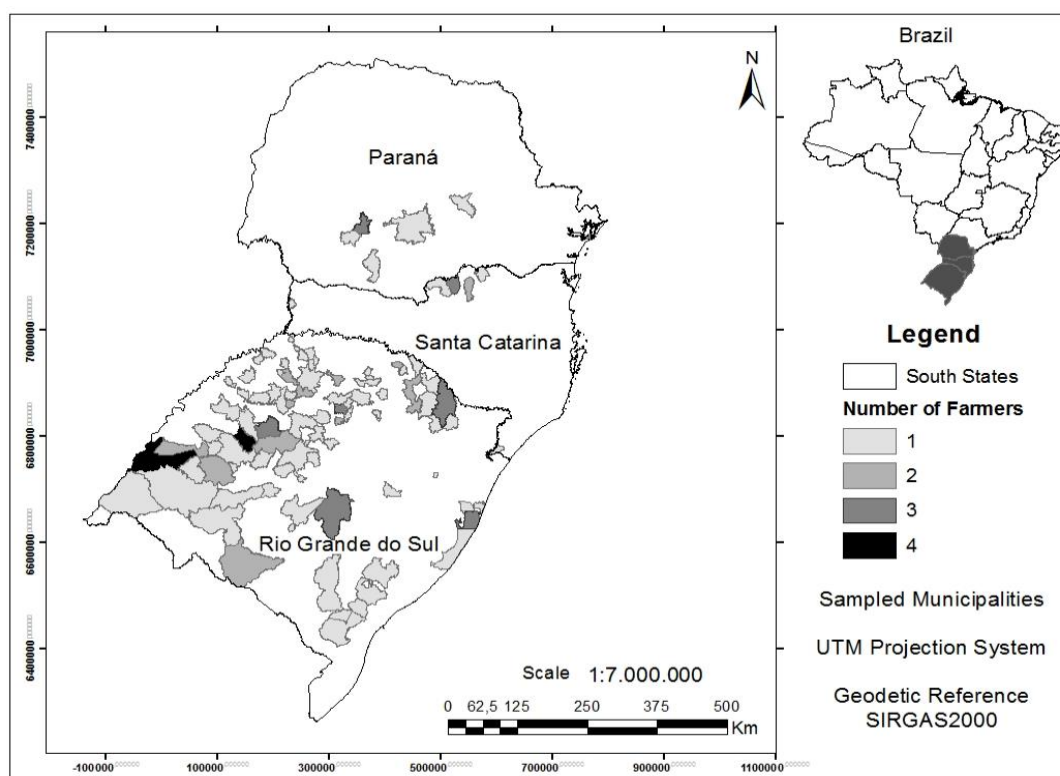 Brazil
N
Paraná
Santa Catarina
Rio Grande do Sul
7400000
7200000
7000000
6800000
6600000
6400000
-100000
100000
300000
500000
700000
900000
1100000
Scale 1:7.000.000
0 62,5 125 250 375 500
Km
Legend
South States
Number of Farmers
1
2
3
4
Sampled Municipalities
UTM Projection System
Geodetic Reference
SIRGAS2000